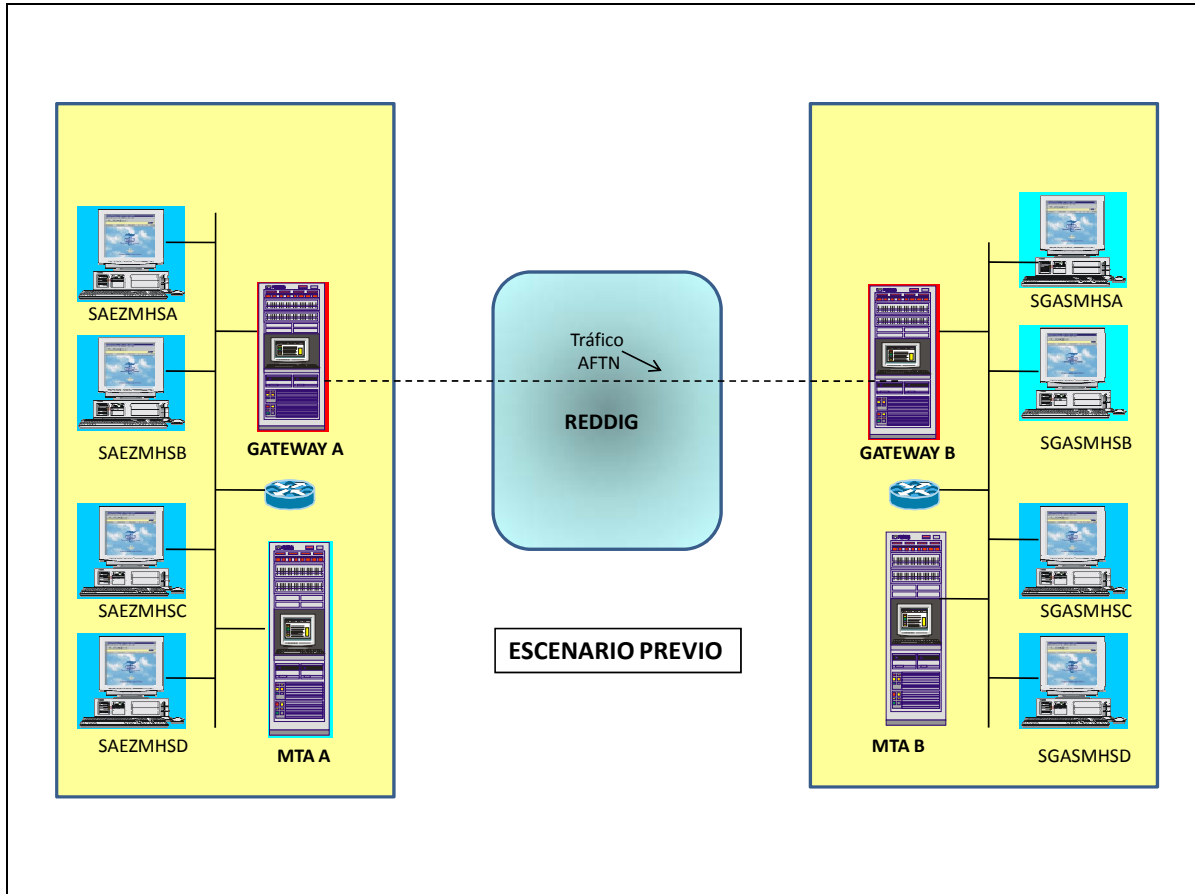 SAEZMHSA
SAEZMHSB
SAEZMHSC
SAEZMHSD
GATEWAY A
MTA A
Tráfico
AFTN
REDDIG
ESCENARIO PREVIO
GATEWAY B
MTA B
SGASMHSA
SGASMHSB
SGASMHSC
SGASMHSD